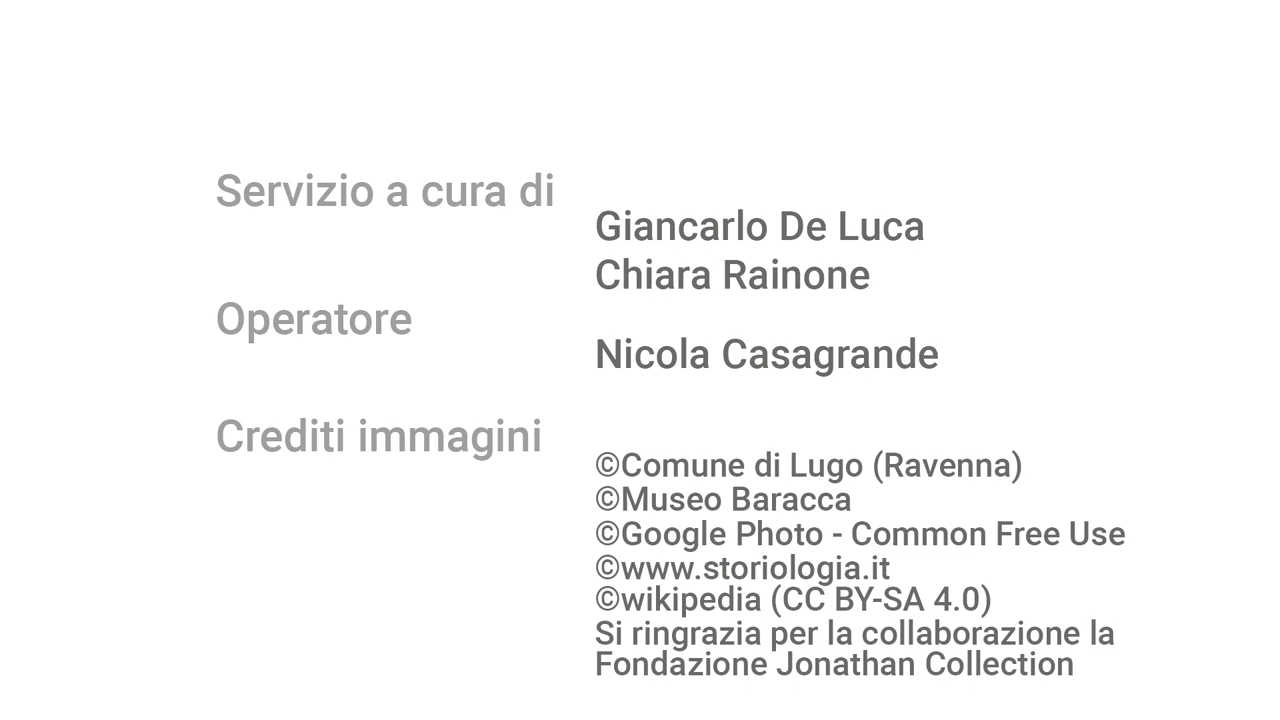 Servizio a cura di
Giancarlo De Luca
Chiara Rainone
Operatore
Nicola Casagrande
Crediti immagini
©Comune di Lugo (Ravenna)
©Museo Baracca
©Google Photo - Common Free Use
©www.storiologia.it
©wikipedia (CC BY-SA 4.0)
Si ringrazia per la collaborazione la
Fondazione Jonathan Collection